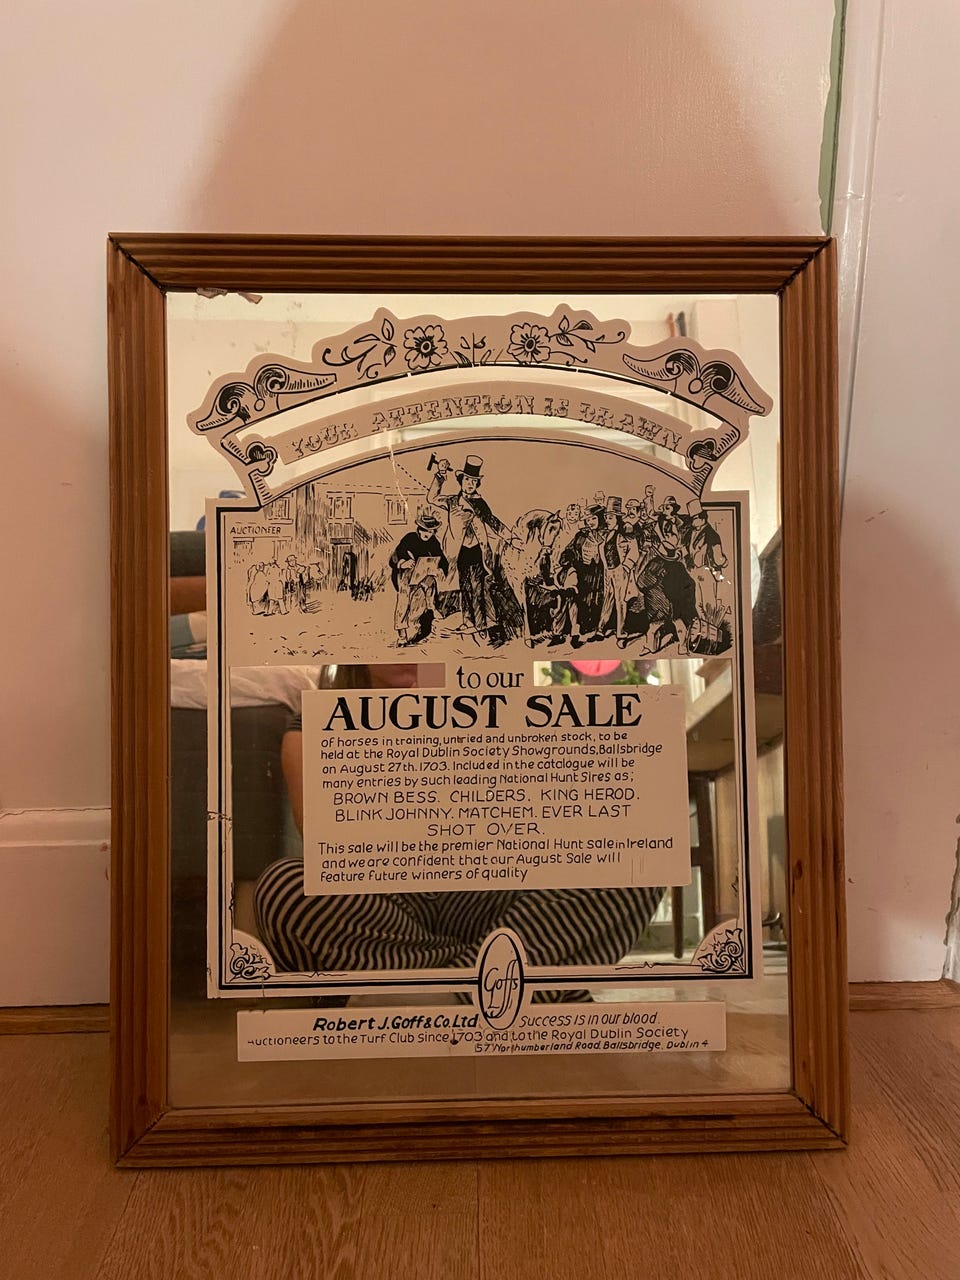 YOUR ATTENTION IS DRAWN
AUCTIONEER
to our
AUGUST SALE
of horses in training, untried and unbroken stock, to be
held at the Royal Dublin Society Showgrounds, Ballsbridge
on August 27th. 1703. Included in the catalogue will be
many entries by such leading National Hunt Sires as;
BROWN BESS. CHILDERS. KING HEROD.
BLINK JOHNNY. MATCHEM. EVER LAST
SHOT OVER.
This sale will be the premier National Hunt sale in Ireland
and we are confident that our August Sale will
feature future winners of quality
Goffs
Robert J. Goff & Co. Ltd Success is in our blood.
Auctioneers to the Turf Club since 1703 and to the Royal Dublin Society
57 Northumberland Road, Ballsbridge, Dublin 4